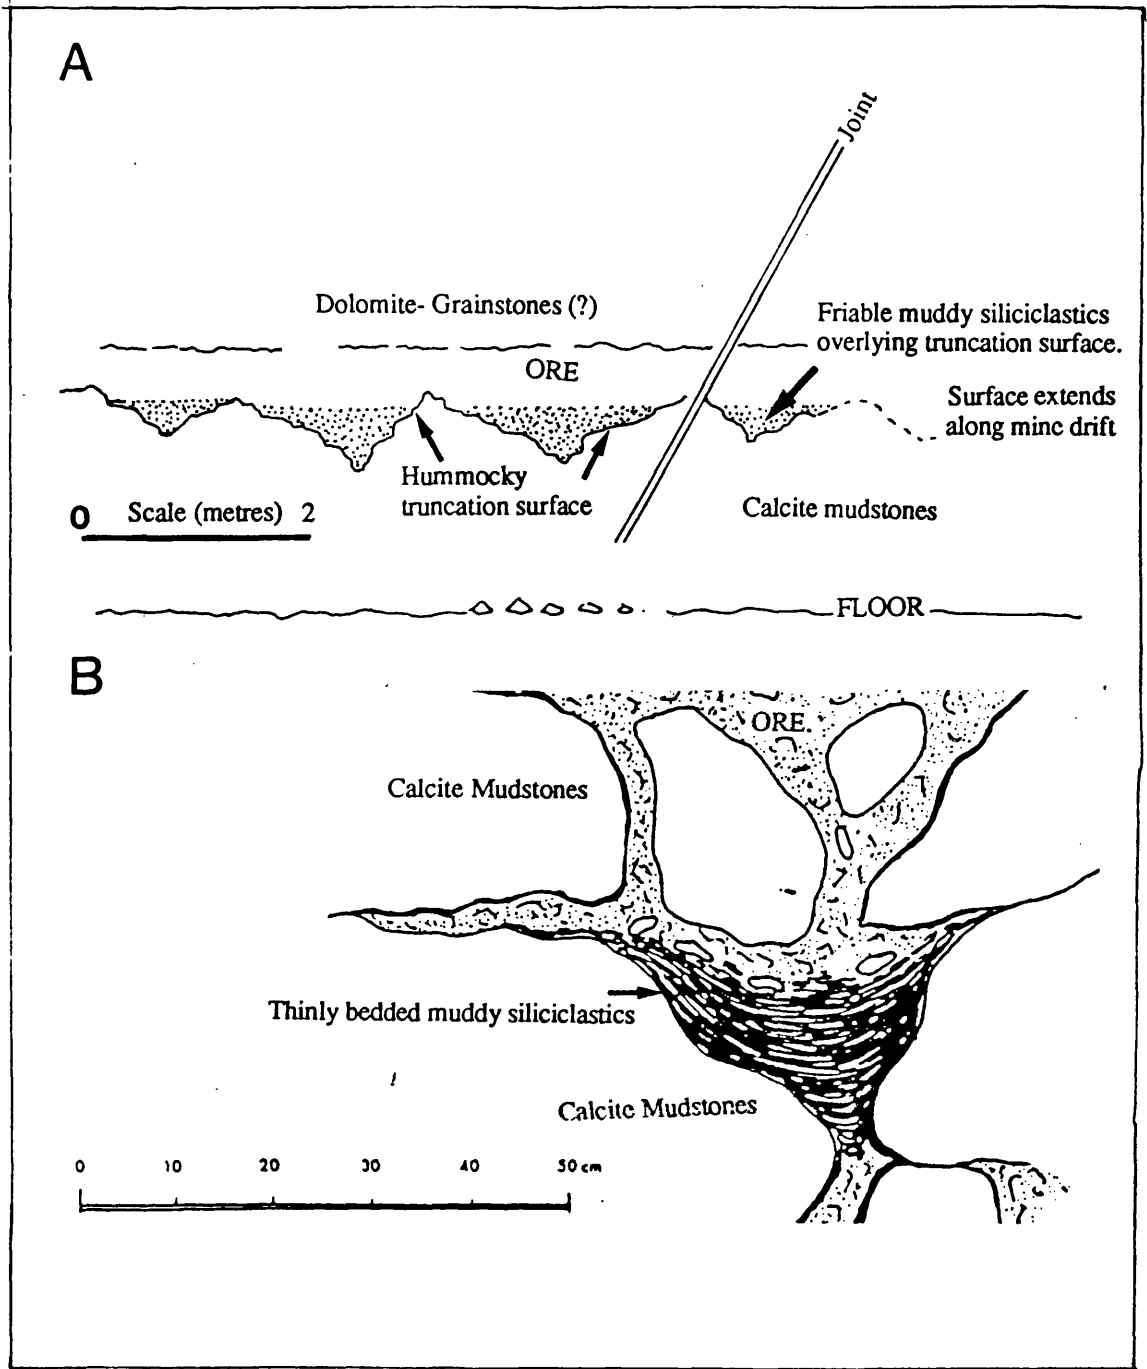 A
Joint
Dolomite- Grainstones (?)
Friable muddy siliciclastics
overlying truncation surface.
ORE
Surface extends
along mine drift
Hummocky
truncation surface
0 Scale (metres) 2
Calcite mudstones
FLOOR
B
ORE
Calcite Mudstones
Thinly bedded muddy siliciclastics
Calcite Mudstones
0 10 20 30 40 50 cm